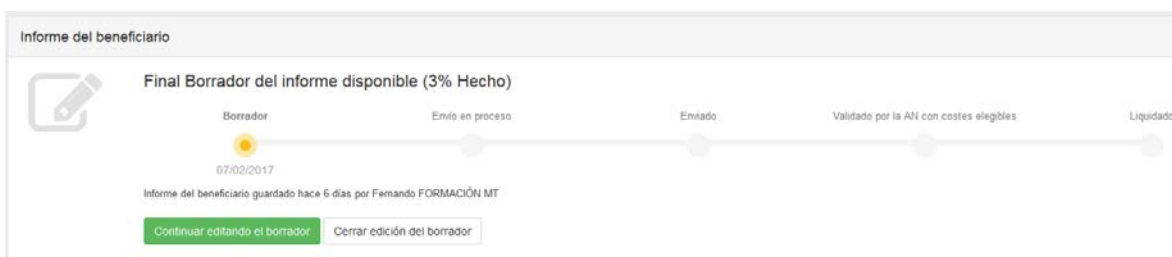 Informe del beneficiario
Final Borrador del informe disponible (3% Hecho)
Borrador Envío en proceso Enviado Validado por la AN con costes elegibles Liquidado
07/02/2017
Informe del beneficiario guardado hace 6 días por Fernando FORMACIÓN MT
Continuar editando el borrador Cerrar edición del borrador